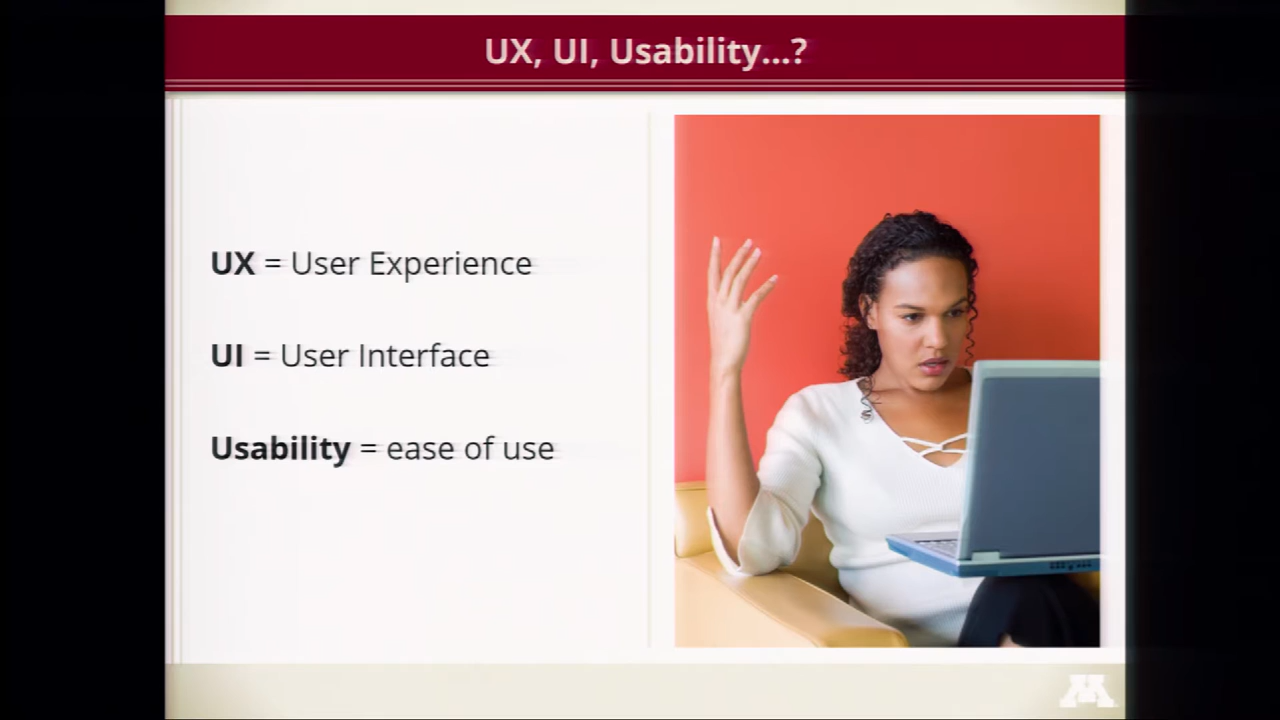 UX, UI, Usability...?
UX = User Experience
UI = User Interface
Usability = ease of use
M